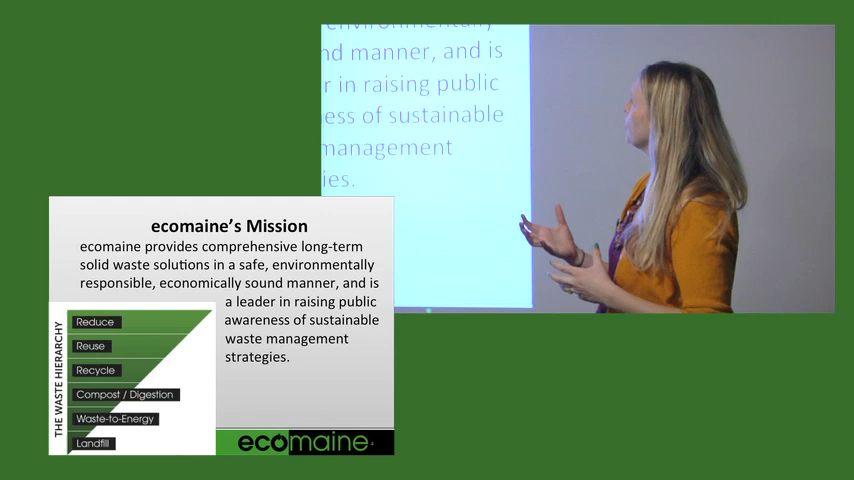 environmentally
nd manner, and is
r in raising public
ness of sustainable
management
ies.
ecomaine's Mission
ecomaine provides comprehensive long-term
solid waste solutions in a safe, environmentally
responsible, economically sound manner, and is
a leader in raising public
awareness of sustainable
waste management
strategies.
THE WASTE HIERARCHY
Reduce
Reuse
Recycle
Compost / Digestion
Waste-to-Energy
Landfill
ecomaine